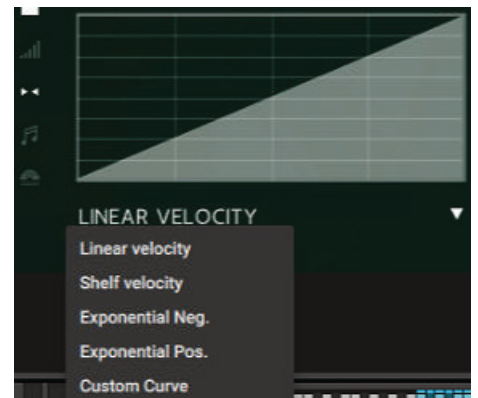 LINEAR VELOCITY
Linear velocity
Shelf velocity
Exponential Neg.
Exponential Pos.
Custom Curve